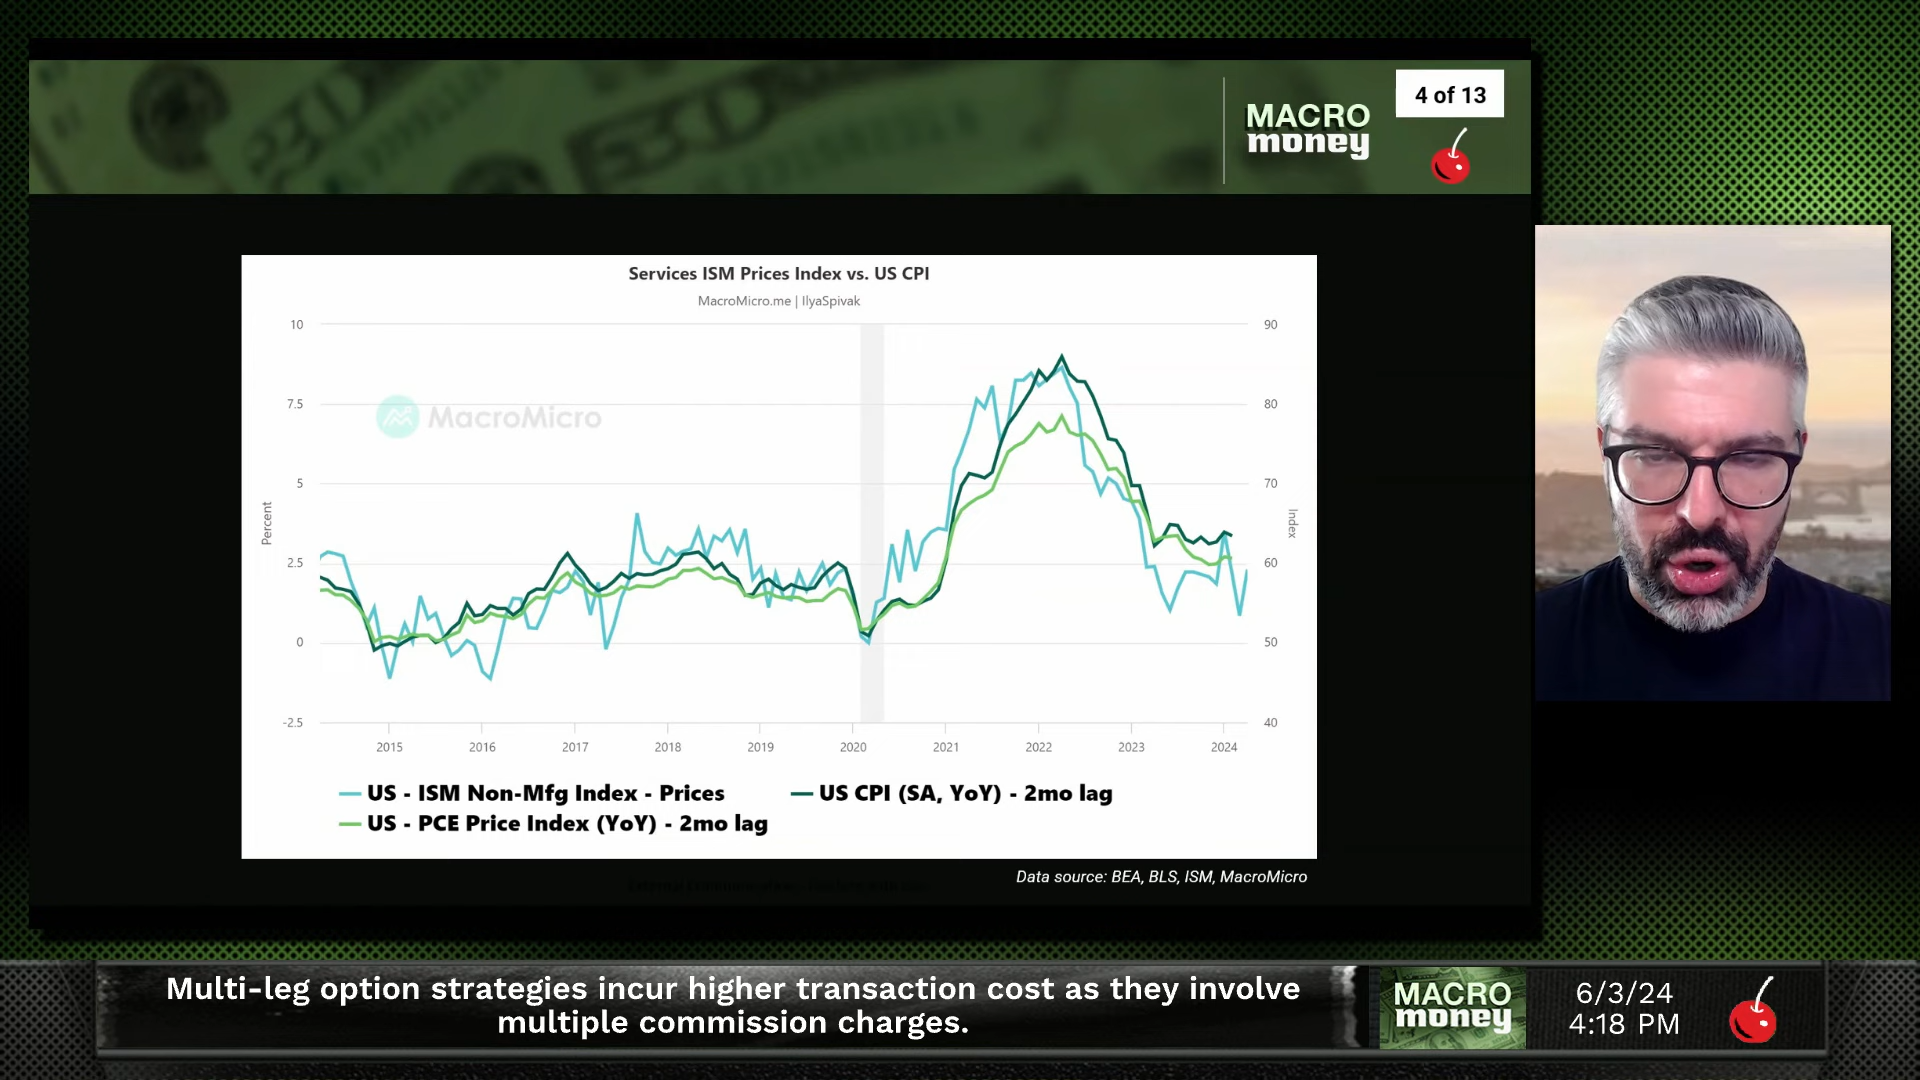 MACRO
money
4 of 13
Services ISM Prices Index vs. US CPI
MacroMicro.me | IlyaSpivak
10
7.5
5
2.5
0
-2.5
Percent
MacroMicro
90
80
70
60
50
40
Index
2015 2016 2017 2018 2019 2020 2021 2022 2023 2024
US - ISM Non-Mfg Index - Prices US CPI (SA, YoY) - 2mo lag
US - PCE Price Index (YoY) - 2mo lag
Data source: BEA, BLS, ISM, MacroMicro
Multi-leg option strategies incur higher transaction cost as they involve
multiple commission charges.
MACRO
money
6/3/24
4:18 PM